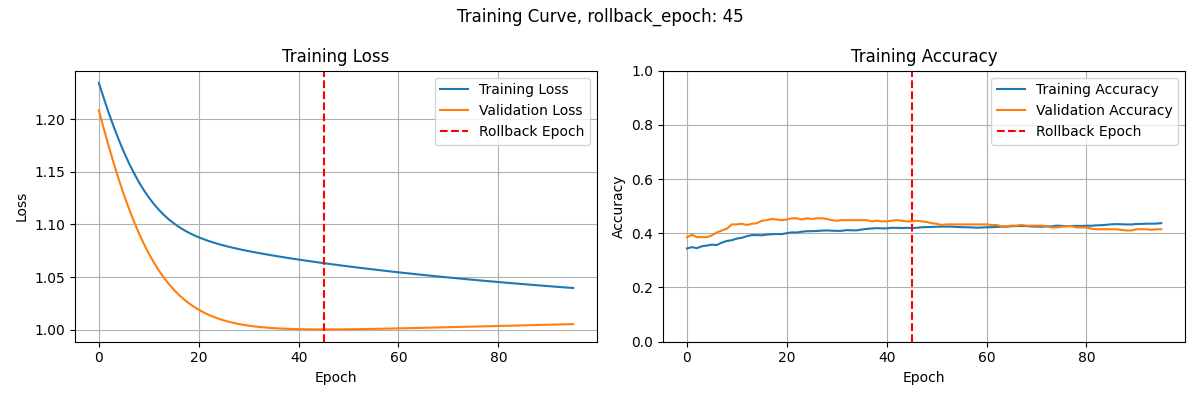 Training Curve, rollback_epoch: 45
Training Loss
Training Loss
Validation Loss
Rollback Epoch
1.20
1.15
1.10
1.05
1.00
Loss
0
20
40
60
80
Epoch
Training Accuracy
Training Accuracy
Validation Accuracy
Rollback Epoch
1.0
0.8
0.6
0.4
0.2
0.0
Accuracy
0
20
40
60
80
Epoch